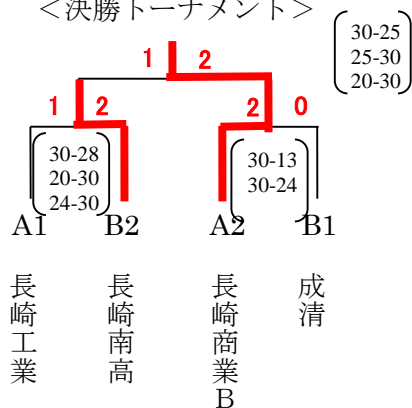 ＜決勝トーナメント＞
30-25
25-30
20-30
1 2
1 2
2 0
30-28
20-30
24-30
30-13
30-24
A1 B2 A2 B1
長崎工業
長崎南高
長崎商業B
成清